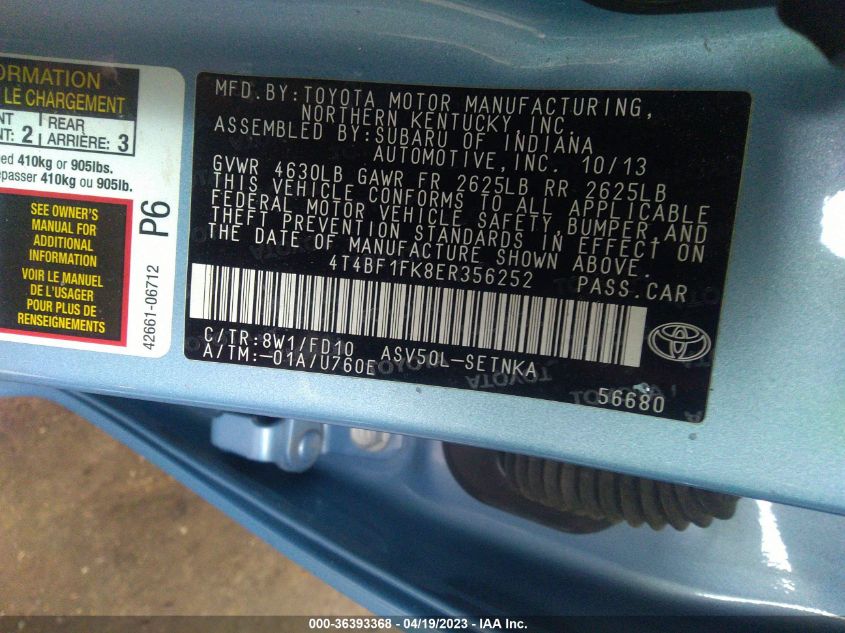 ORMATION
LE CHARGEMENT
NT: 2 REAR ARRIÈRE: 3
eed 410kg or 905lbs.
epasser 410kg ou 905lb.
SEE OWNER'S
MANUAL FOR
ADDITIONAL
INFORMATION
VOIR LE MANUEL
DE L'USAGER
POUR PLUS DE
RENSEIGNEMENTS
P6
42661-06712
MFD.BY:TOYOTA MOTOR MANUFACTURING,
NORTHERN KENTUCKY,INC.
ASSEMBLED BY:SUBARU OF INDIANA
AUTOMOTIVE,INC. 10/13
GVWR 4630LB GAWR FR 2625LB RR 2625LB
THIS VEHICLE CONFORMS TO ALL APPLICABLE
FEDERAL MOTOR VEHICLE SAFETY,BUMPER,AND
THEFT PREVENTION STANDARDS IN EFFECT ON
THE DATE OF MANUFACTURE SHOWN ABOVE.
4T4BF1FK8ER356252 PASS.CAR
C/TR:8W1/FD10 ASV50L-SETNKA
A/TM:-01A/U760E
TOYOTA
56680
000-36393368 - 04/19/2023 - IAA Inc.